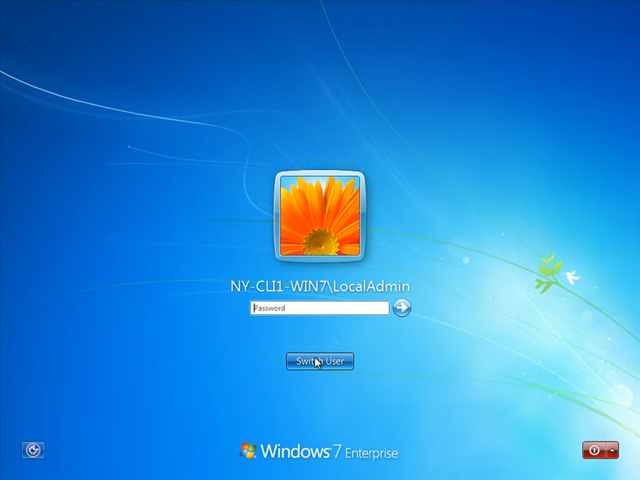 NY-CLI1-WIN7\LocalAdmin
Password
Switch User
Windows 7 Enterprise